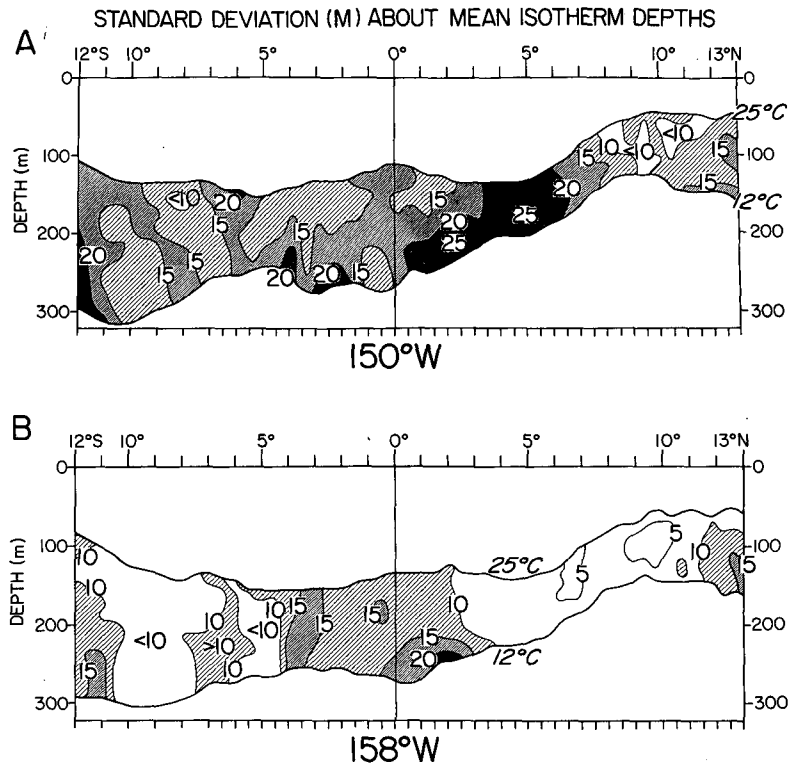 STANDARD DEVIATION (M) ABOUT MEAN ISOTHERM DEPTHS
A
12°S 10° 5° 0° 5° 10° 13°N
0 0
25°C
<10
10 <10
100 15 15 100
<10 20 15 12°C
20 15 20
DEPTH (m)
15 15 25
200 20 200
20 25
15 15 15
20 20
300 300
150°W
B
12°S 10° 5° 0° 5° 10° 13°N
0 0
5
100 10 25°C 10 100
5 5
10 10 15 15 10
DEPTH (m)
10 <10
200 <10 >10 15 15 200
10 20 12°C
15
300 300
158°W